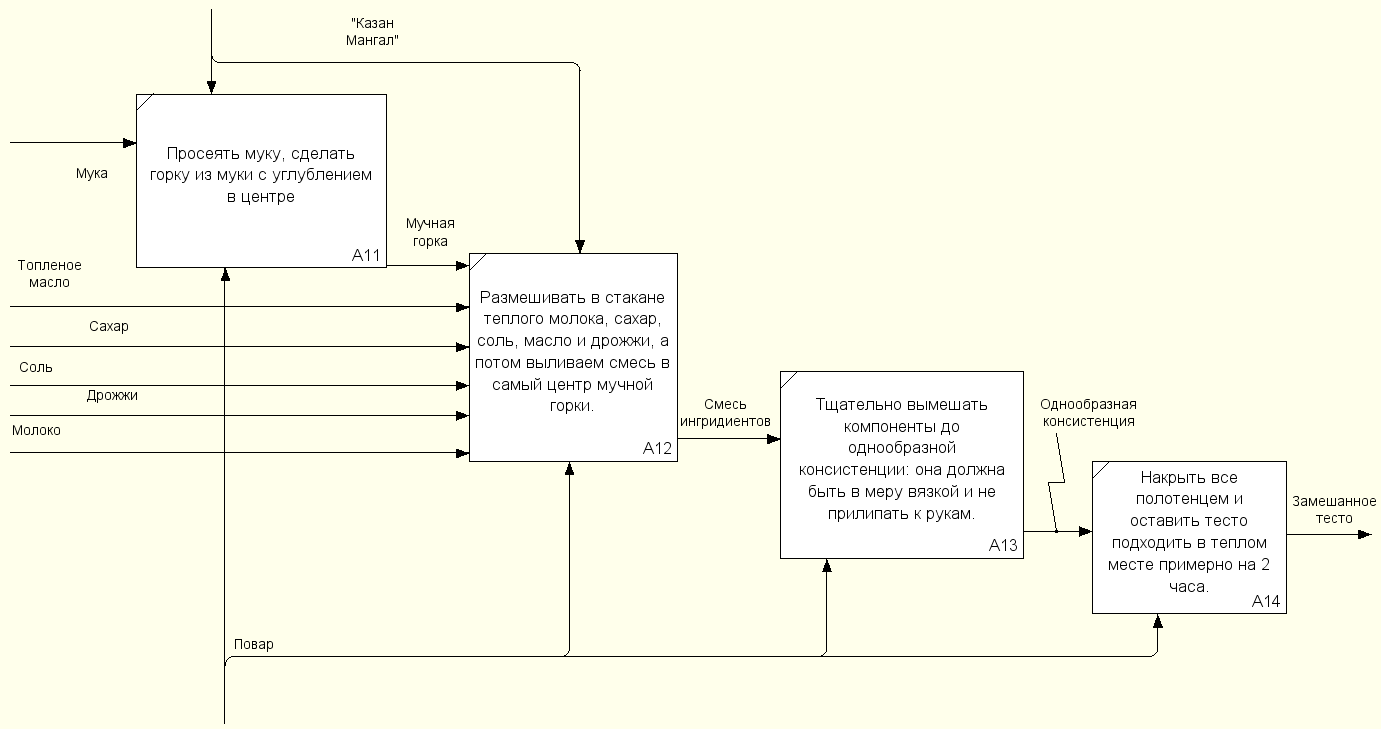 "Казан
Мангал"
Просеять муку, сделать
горку из муки с углублением
в центре
A11
Мука
Мучная
горка
Топленое
масло
Сахар
Соль
Дрожжи
Молоко
Размешивать в стакане
теплого молока, сахар,
соль, масло и дрожжи, а
потом выливаем смесь в
самый центр мучной
горки.
A12
Смесь
ингридиентов
Тщательно вымешать
компоненты до
однообразной
консистенции: она должна
быть в меру вязкой и не
прилипать к рукам.
A13
Однообразная
консистенция
Накрыть все
полотенцем и
оставить тесто
подходить в теплом
месте примерно на 2
часа.
A14
Замешанное
тесто
Повар